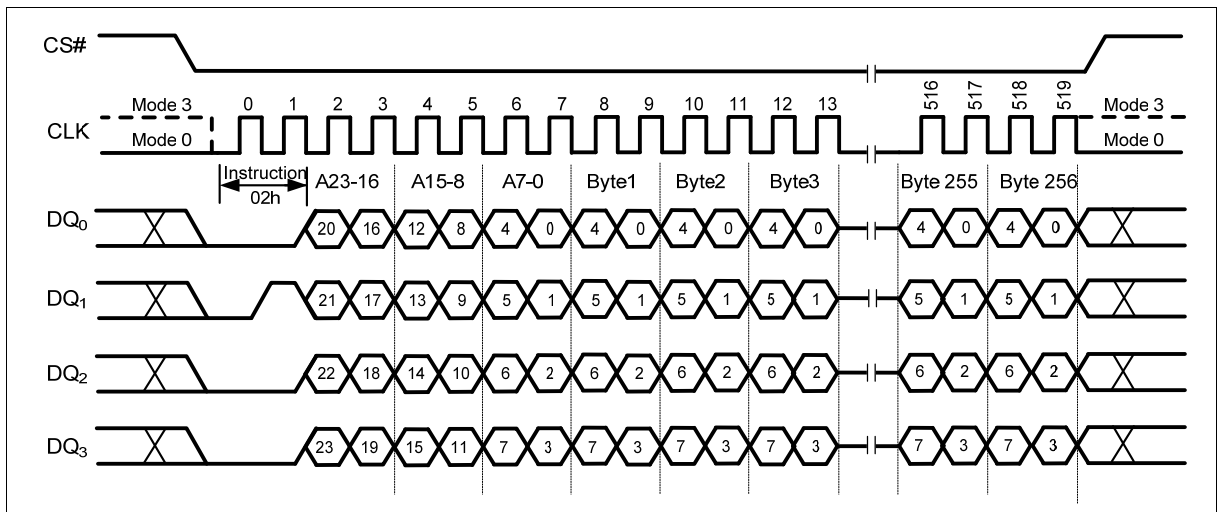 CS#
0 1 2 3 4 5 6 7 8 9 10 11 12 13 516 517 518 519
Mode 3 Mode 3
CLK
Mode 0 Mode 0
Instruction
02h
A23-16 A15-8 A7-0 Byte1 Byte2 Byte3 Byte 255 Byte 256
DQ0 20 16 12 8 4 0 4 0 4 0 4 0 4 0 4 0
DQ1 21 17 13 9 5 1 5 1 5 1 5 1 5 1 5 1
DQ2 22 18 14 10 6 2 6 2 6 2 6 2 6 2 6 2
DQ3 23 19 15 11 7 3 7 3 7 3 7 3 7 3 7 3